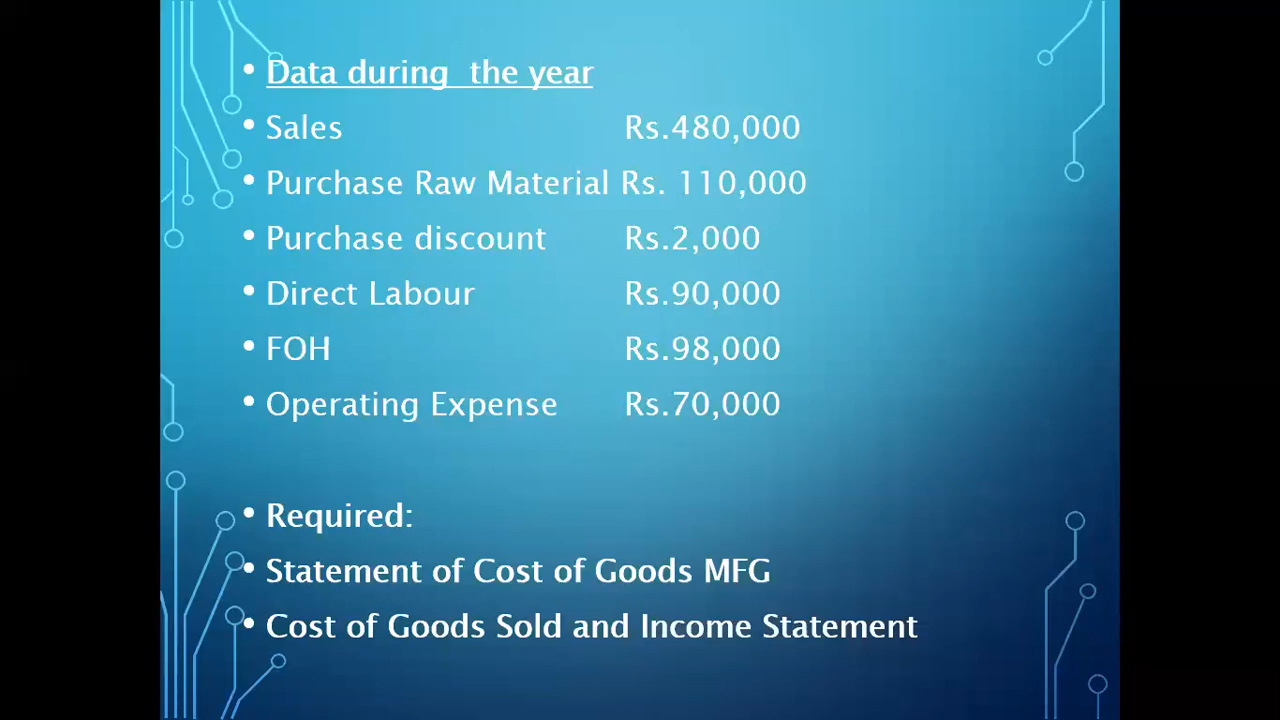 • Data during  the year
• Sales Rs.480,000
• Purchase Raw Material Rs. 110,000
• Purchase discount Rs.2,000
• Direct Labour Rs.90,000
• FOH Rs.98,000
• Operating Expense Rs.70,000
• Required:
• Statement of Cost of Goods MFG
• Cost of Goods Sold and Income Statement